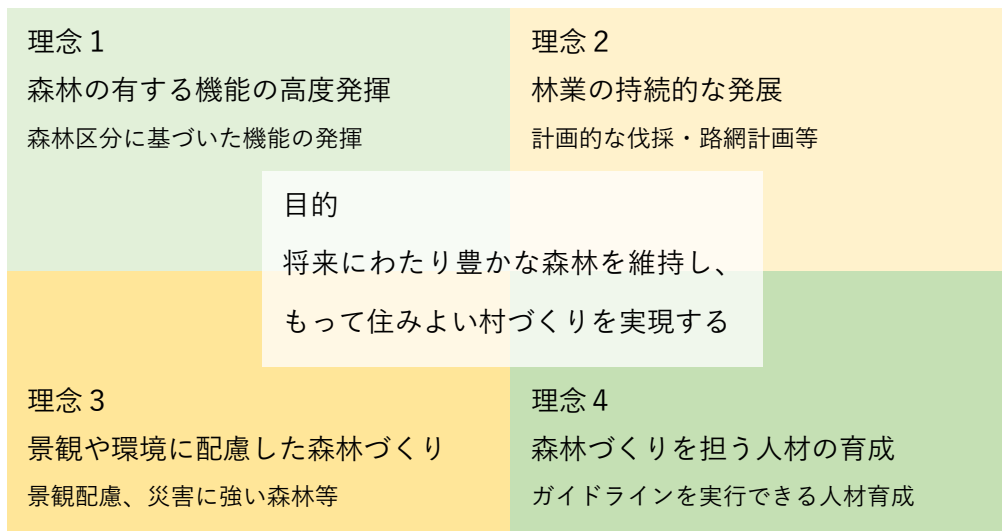 理念１
森林の有する機能の高度発揮
森林区分に基づいた機能の発揮
理念２
林業の持続的な発展
計画的な伐採・路網計画等
目的
将来にわたり豊かな森林を維持し、
もって住みよい村づくりを実現する
理念３
景観や環境に配慮した森林づくり
景観配慮、災害に強い森林等
理念４
森林づくりを担う人材の育成
ガイドラインを実行できる人材育成